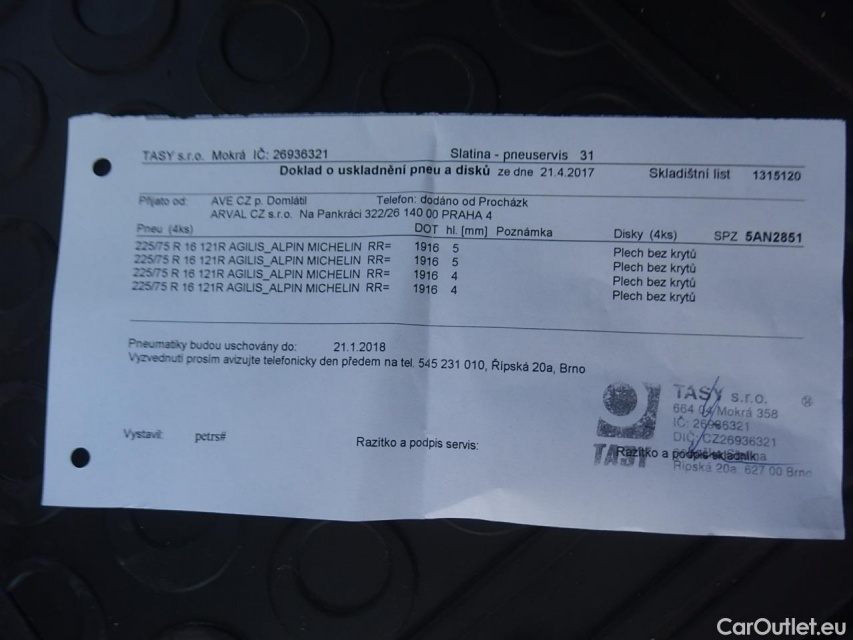 TASY s.r.o. Mokrá IČ: 26936321 Slatina - pneuservis 31
Doklad o uskladnění pneu a disků ze dne 21.4.2017 Skladištní list 1315120
Přijato od: AVE CZ p. Domlátil Telefon: dodáno od Procházk
ARVAL CZ s.r.o. Na Pankráci 322/26 140 00 PRAHA 4
Pneu (4ks) DOT hl. [mm] Poznámka Disky (4ks) SPZ 5AN2851
225/75 R 16 121R AGILIS_ALPIN MICHELIN RR= 1916 5 Plech bez krytů
225/75 R 16 121R AGILIS_ALPIN MICHELIN RR= 1916 5 Plech bez krytů
225/75 R 16 121R AGILIS_ALPIN MICHELIN RR= 1916 4 Plech bez krytů
225/75 R 16 121R AGILIS_ALPIN MICHELIN RR= 1916 4 Plech bez krytů
Pneumatiky budou uschovány do: 21.1.2018
Vyzvednutí prosím avizujte telefonicky den předem na tel. 545 231 010, Řípská 20a, Brno
TASY s.r.o.
664 04 Mokrá 358
IČ: 26936321
DIČ: CZ26936321
Vystavil: petrs# Razítko a podpis servis: Razítko a podpis skladník
TASY
Řípská 20a 627 00 Brno
CarOutlet.eu